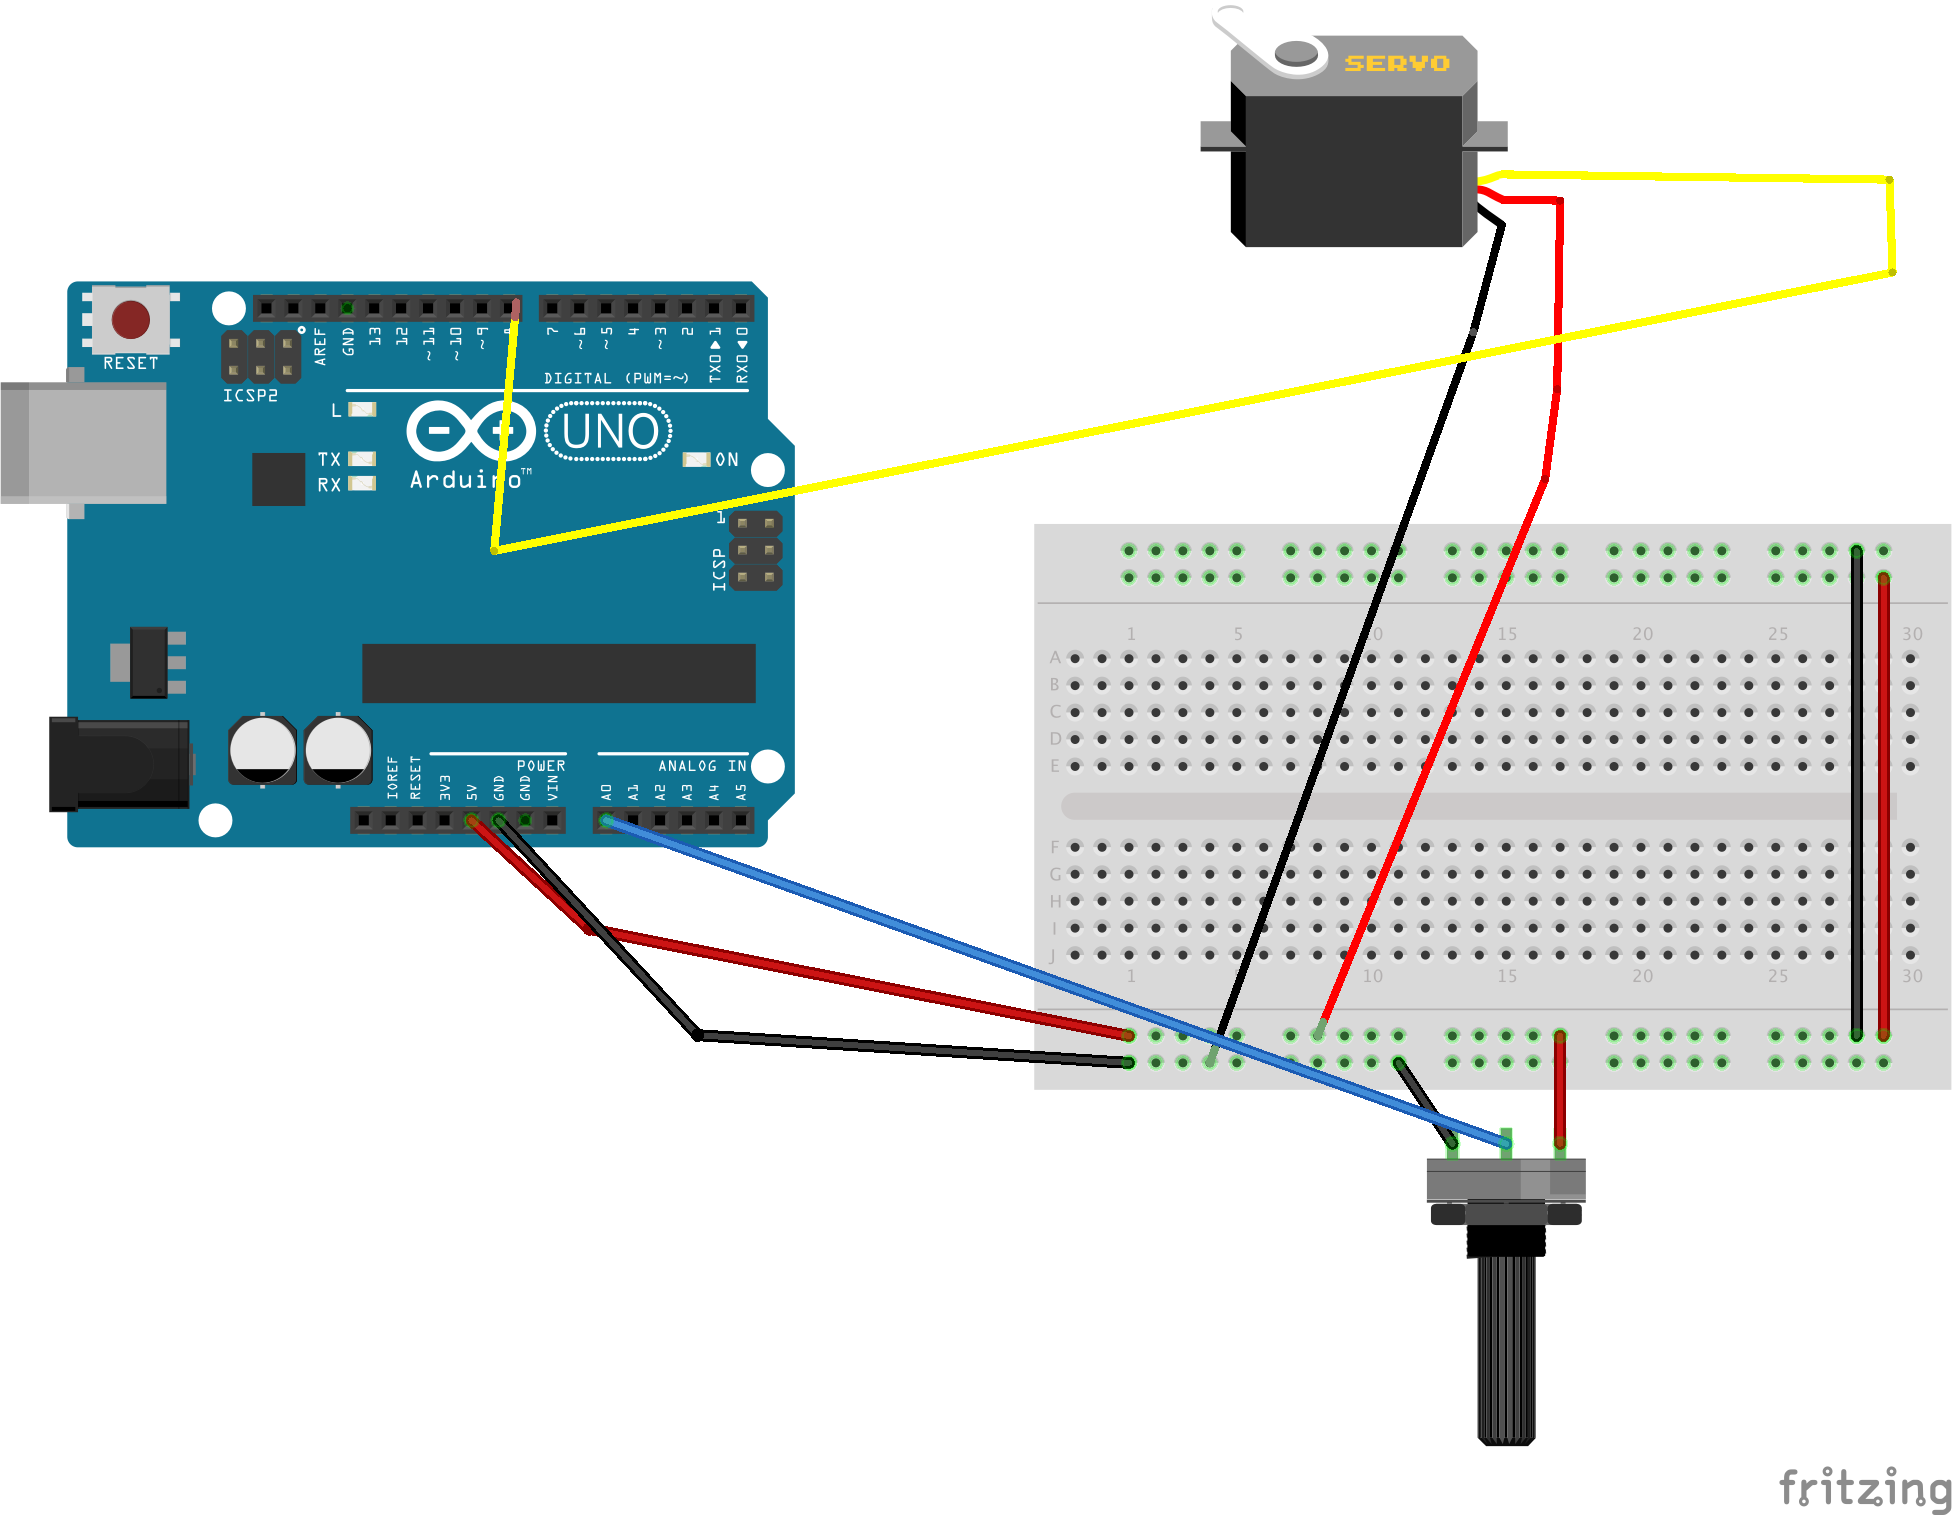 SERVO
RESET
ICSP2
AREF
GND
13
12
~11
~10
~9
7
~6
~5
4
~3
2
TX0▶1
RX0◀0
DIGITAL (PWM=~)
L
TX
RX
UNO
ON
Arduino™
1
ICSP
IOREF
RESET
3V3
5V
GND
GND
VIN
POWER
A0
A1
A2
A3
A4
A5
ANALOG IN
1 5 10 15 20 25 30
A
B
C
D
E
F
G
H
I
J
1 10 15 20 25 30
fritzing